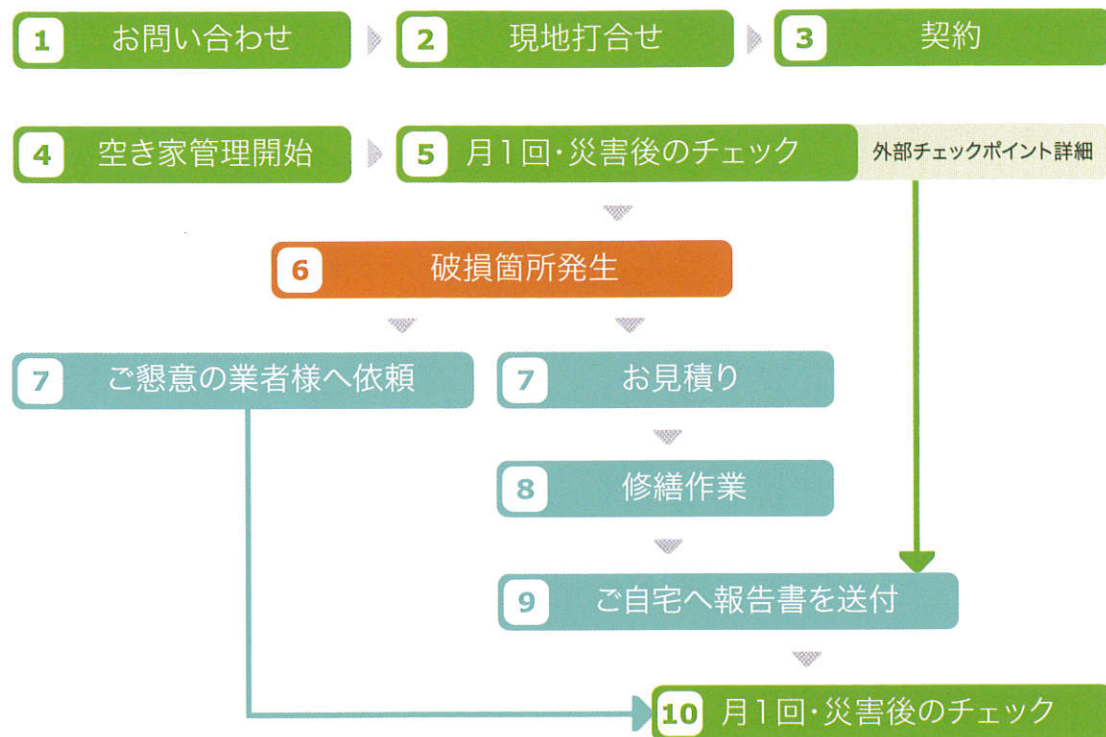 1 お問い合わせ
2 現地打合せ
3 契約
4 空き家管理開始
5 月1回・災害後のチェック
外部チェックポイント詳細
6 破損箇所発生
7 ご懇意の業者様へ依頼
7 お見積り
8 修繕作業
9 ご自宅へ報告書を送付
10 月1回・災害後のチェック